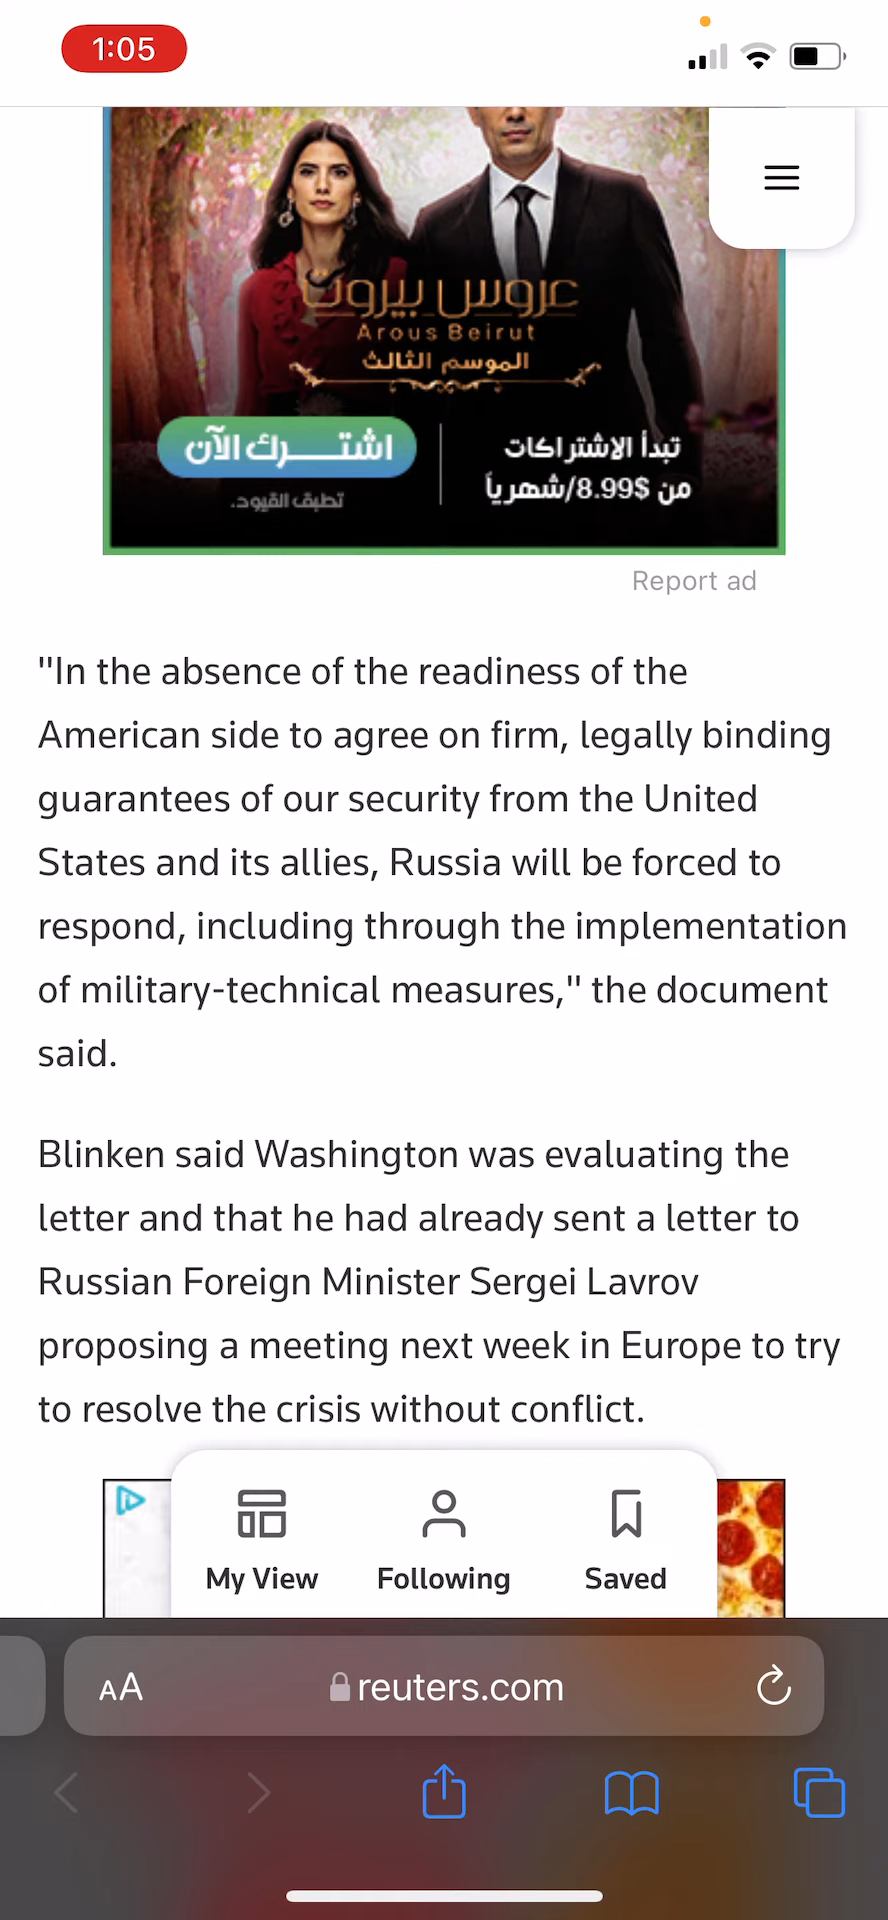 1:05
عروس بيروت
Arous Beirut
الموسم الثالث
اشتـــرك الآن
تطبق القيود.
تبدأ الاشتراكات
من 8.99$/شهرياً
Report ad
"In the absence of the readiness of the
American side to agree on firm, legally binding
guarantees of our security from the United
States and its allies, Russia will be forced to
respond, including through the implementation
of military-technical measures," the document
said.
Blinken said Washington was evaluating the
letter and that he had already sent a letter to
Russian Foreign Minister Sergei Lavrov
proposing a meeting next week in Europe to try
to resolve the crisis without conflict.
My View
Following
Saved
AA
reuters.com